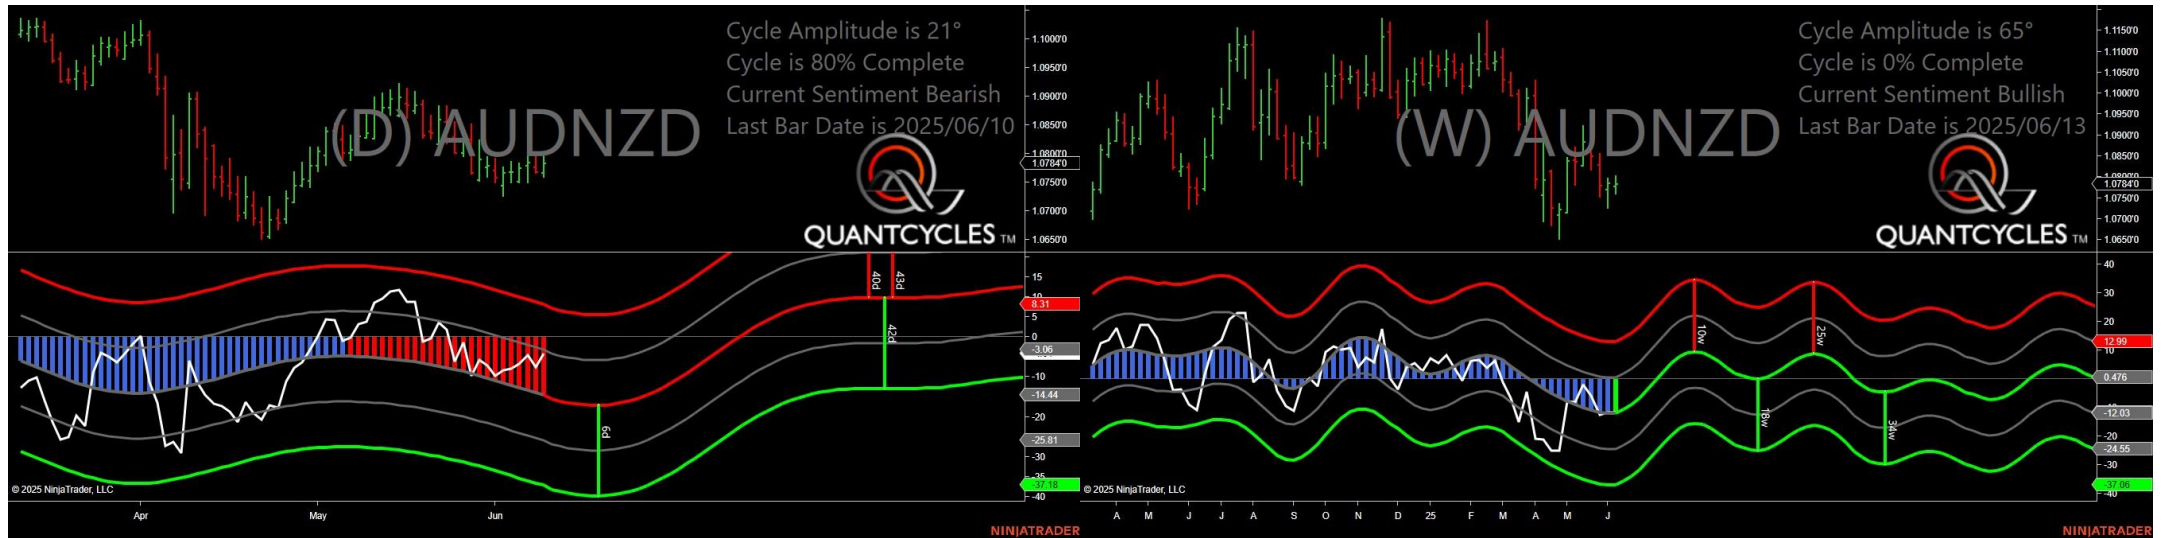 Cycle Amplitude is 21°
Cycle is 80% Complete
Current Sentiment Bearish
Last Bar Date is 2025/06/10
(D) AUDNZD
QUANTCYCLES TM
1.1000'0
1.0950'0
1.0900'0
1.0850'0
1.0800'0
1.0784'0
1.0750'0
1.0700'0
1.0650'0
40d
43d
42d
6d
15
10
8.31
5
0
-3.06
-10
-14.44
-20
-25.81
-30
-35
-37.18
-40
© 2025 NinjaTrader, LLC
Apr May Jun
NINJATRADER
Cycle Amplitude is 65°
Cycle is 0% Complete
Current Sentiment Bullish
Last Bar Date is 2025/06/13
(W) AUDNZD
QUANTCYCLES TM
1.1150'0
1.1100'0
1.1050'0
1.1000'0
1.0950'0
1.0900'0
1.0850'0
1.0800'0
1.0784'0
1.0750'0
1.0700'0
1.0650'0
10w
25w
18w
34w
40
30
20
12.99
10
0.476
-12.03
-20
-24.55
-30
-37.06
-40
© 2025 NinjaTrader, LLC
A M J J A S O N D 25 F M A M J
NINJATRADER